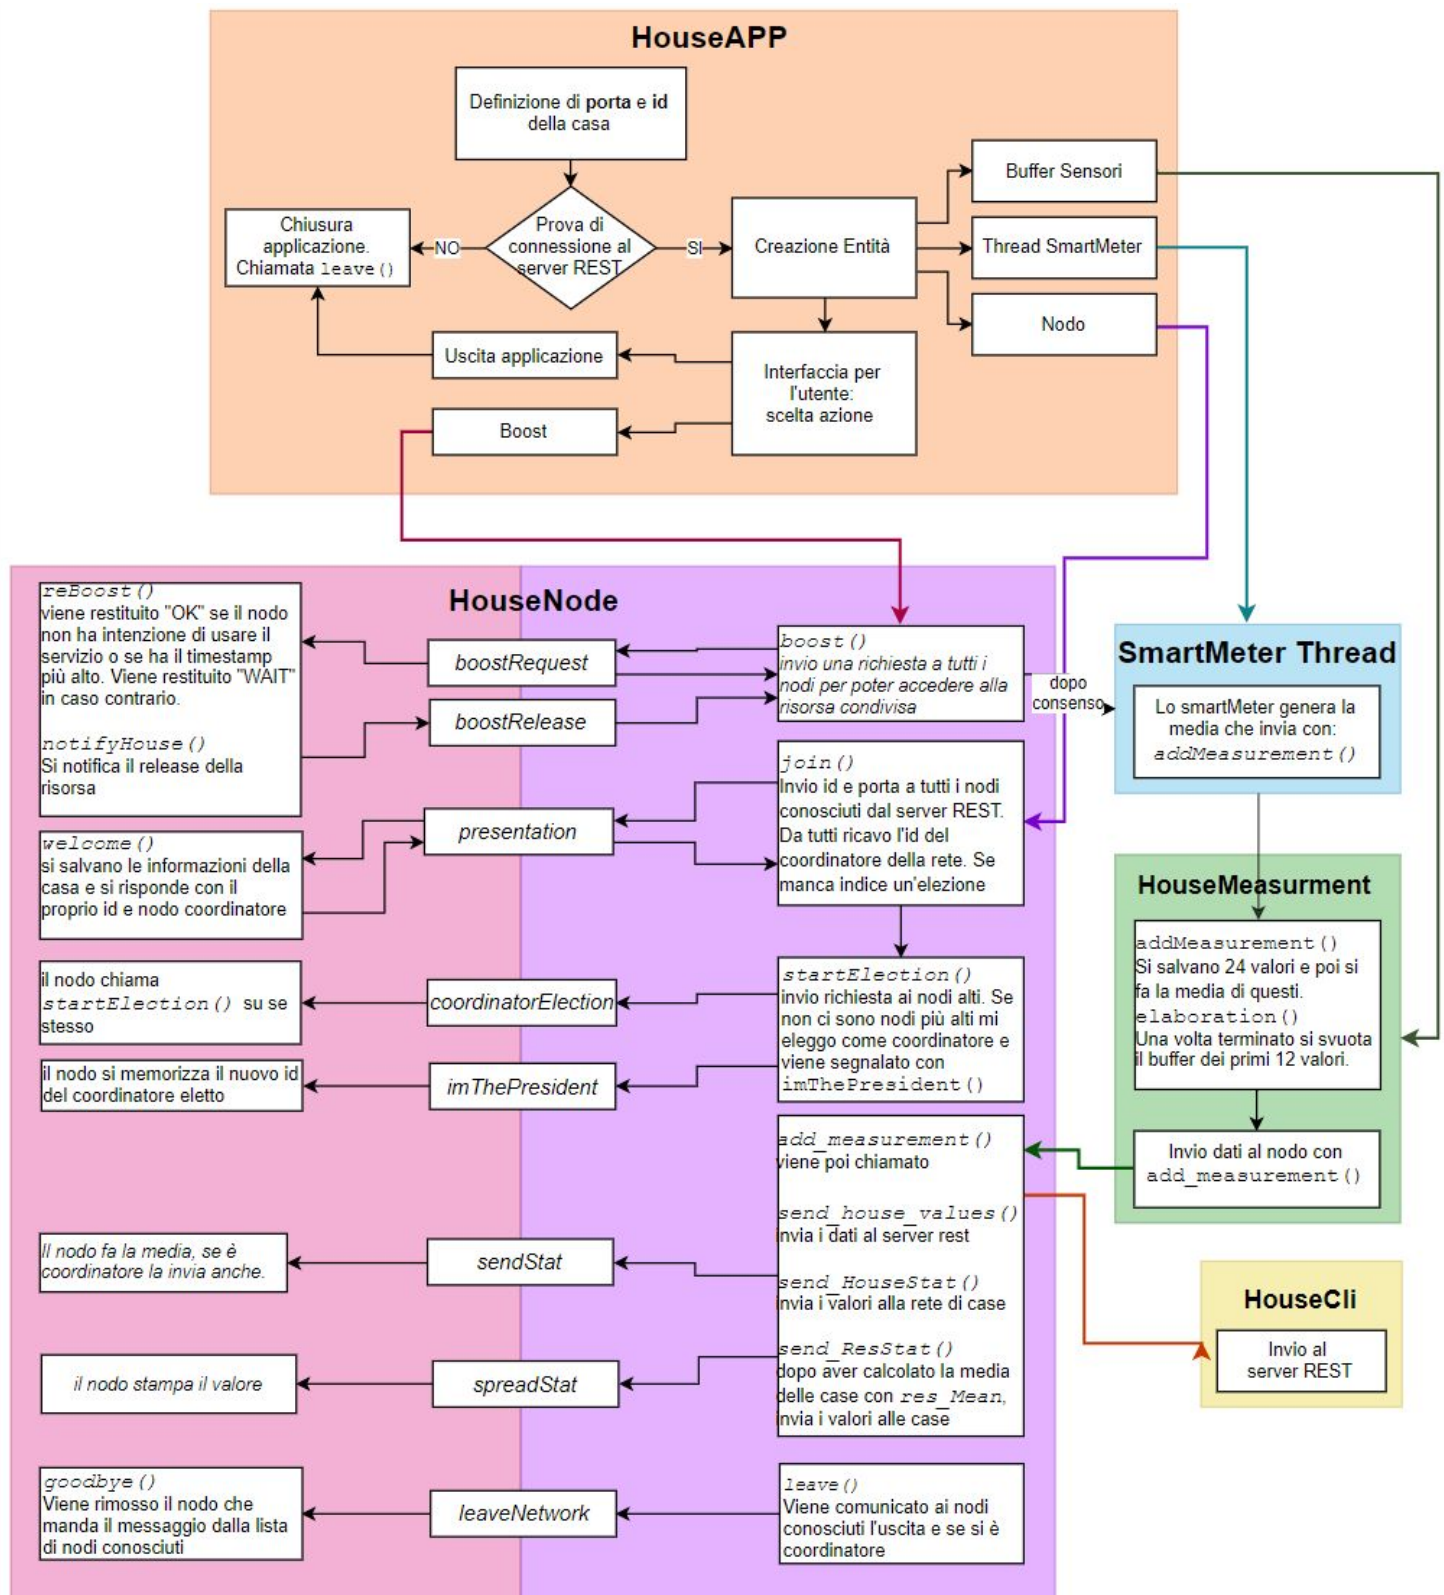 HouseAPP
Definizione di porta e id
della casa
Buffer Sensori
Chiusura
applicazione.
Chiamata leave()
NO
Prova di
connessione al
server REST
SI
Creazione Entità
Thread SmartMeter
Nodo
Uscita applicazione
Interfaccia per
l'utente:
scelta azione
Boost
HouseNode
reBoost()
viene restituito "OK" se il nodo
non ha intenzione di usare il
servizio o se ha il timestamp
più alto. Viene restituito "WAIT"
in caso contrario.
notifyHouse()
Si notifica il release della
risorsa
boostRequest
boostRelease
boost()
invio una richiesta a tutti i
nodi per poter accedere alla
risorsa condivisa
dopo
consenso
SmartMeter Thread
Lo smartMeter genera la
media che invia con:
addMeasurement()
welcome()
si salvano le informazioni della
casa e si risponde con il
proprio id e nodo coordinatore
presentation
join()
Invio id e porta a tutti i nodi
conosciuti dal server REST.
Da tutti ricavo l'id del
coordinatore della rete. Se
manca indice un'elezione
HouseMeasurment
addMeasurement()
Si salvano 24 valori e poi si
fa la media di questi.
elaboration()
Una volta terminato si svuota
il buffer dei primi 12 valori.
Invio dati al nodo con
add_measurement()
il nodo chiama
startElection() su se
stesso
coordinatorElection
startElection()
invio richiesta ai nodi alti. Se
non ci sono nodi più alti mi
eleggo come coordinatore e
viene segnalato con
imThePresident()
il nodo si memorizza il nuovo id
del coordinatore eletto
imThePresident
add_measurement()
viene poi chiamato
send_house_values()
invia i dati al server rest
send_HouseStat()
invia i valori alla rete di case
send_ResStat()
dopo aver calcolato la media
delle case con res_Mean,
invia i valori alle case
Il nodo fa la media, se è
coordinatore la invia anche.
sendStat
il nodo stampa il valore
spreadStat
HouseCli
Invio al
server REST
goodbye()
Viene rimosso il nodo che
manda il messaggio dalla lista
di nodi conosciuti
leaveNetwork
leave()
Viene comunicato ai nodi
conosciuti l'uscita e se si è
coordinatore